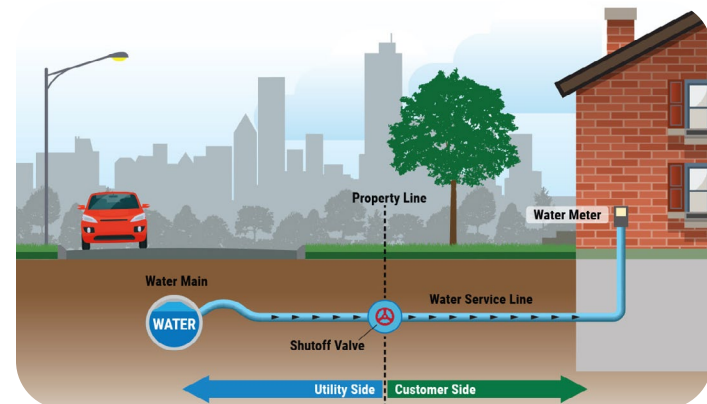 Property Line
Water Meter
Water Main
Water Service Line
WATER
Shutoff Valve
Utility Side
Customer Side